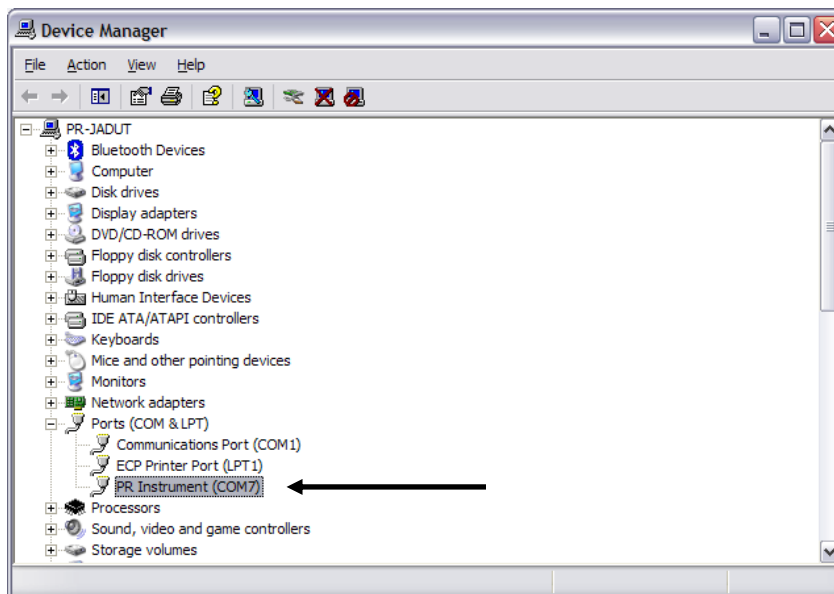 Device Manager
File Action View Help
PR-JADUT
Bluetooth Devices
Computer
Disk drives
Display adapters
DVD/CD-ROM drives
Floppy disk controllers
Floppy disk drives
Human Interface Devices
IDE ATA/ATAPI controllers
Keyboards
Mice and other pointing devices
Monitors
Network adapters
Ports (COM & LPT)
Communications Port (COM1)
ECP Printer Port (LPT1)
PR Instrument (COM7)
Processors
Sound, video and game controllers
Storage volumes